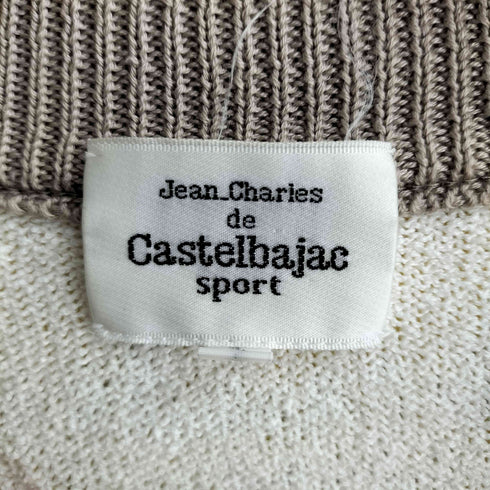 Jean_Charles
de
Castelbajac
sport